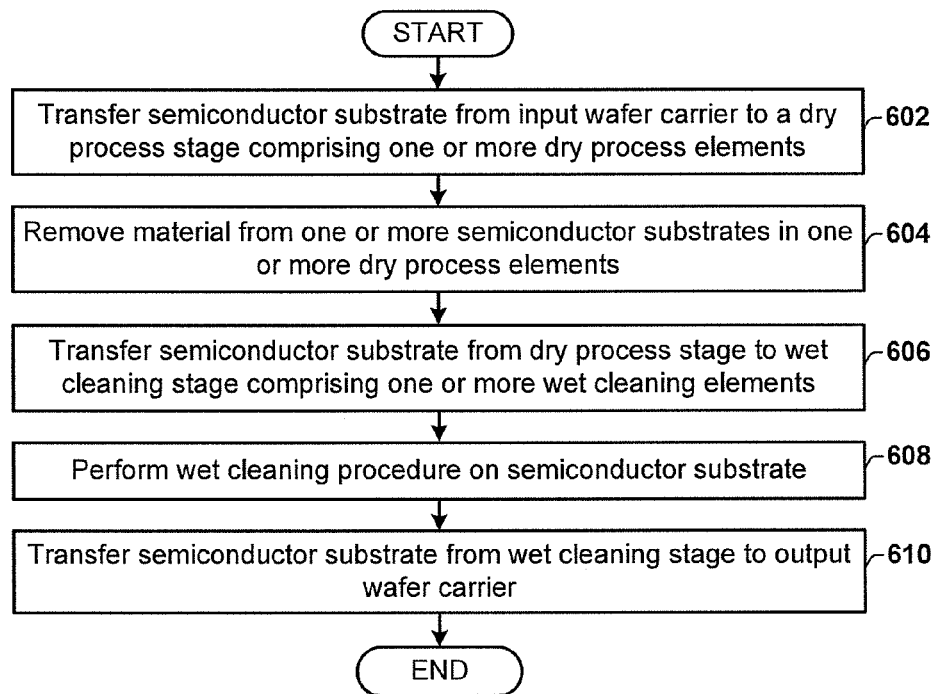 START
Transfer semiconductor substrate from input wafer carrier to a dry
process stage comprising one or more dry process elements
602
Remove material from one or more semiconductor substrates in one
or more dry process elements
604
Transfer semiconductor substrate from dry process stage to wet
cleaning stage comprising one or more wet cleaning elements
606
Perform wet cleaning procedure on semiconductor substrate
608
Transfer semiconductor substrate from wet cleaning stage to output
wafer carrier
610
END